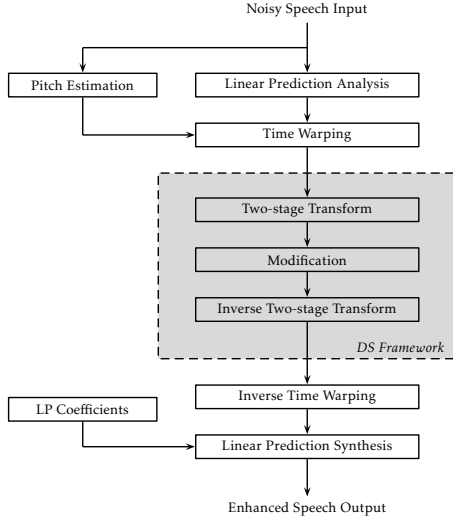 Noisy Speech Input
Pitch Estimation
Linear Prediction Analysis
Time Warping
Two-stage Transform
Modification
Inverse Two-stage Transform
DS Framework
Inverse Time Warping
LP Coefficients
Linear Prediction Synthesis
Enhanced Speech Output